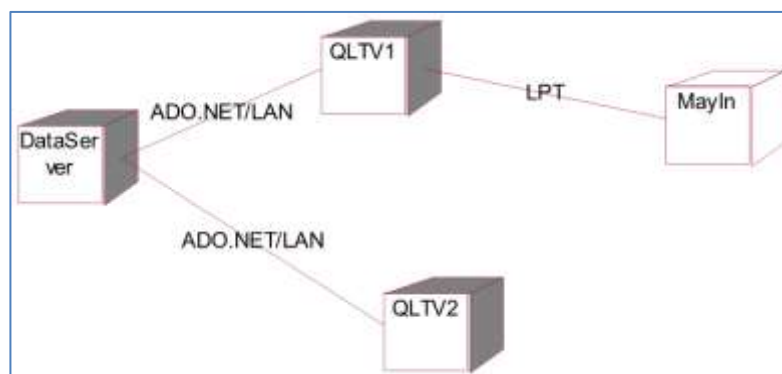 QLTV1
LPT
MayIn
ADO.NET/LAN
DataSer
ver
ADO.NET/LAN
QLTV2